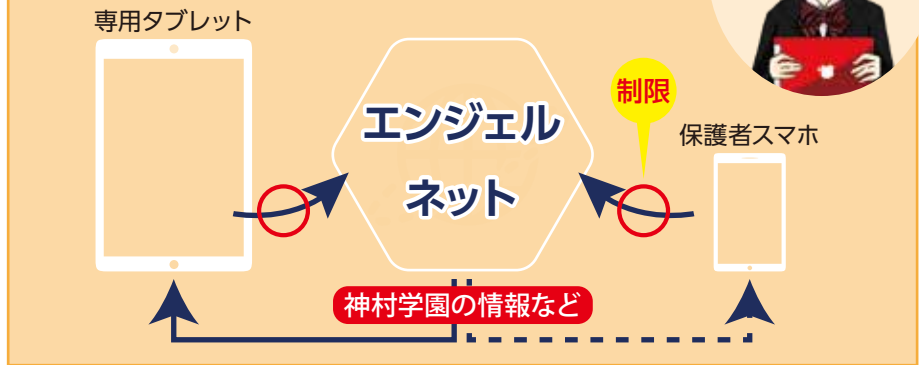 専用タブレット
エンジェル
ネット
制限
保護者スマホ
神村学園の情報など